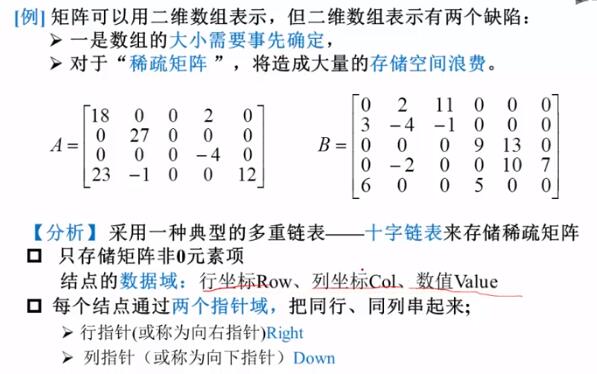 [例] 矩阵可以用二维数组表示，但二维数组表示有两个缺陷：
➢ 一是数组的大小需要事先确定，
➢ 对于“稀疏矩阵 ”，将造成大量的存储空间浪费。
A =
18 0 0 2 0
0 27 0 0 0
0 0 0 −4 0
23 −1 0 0 12
B =
0 2 11 0 0 0
3 −4 −1 0 0 0
0 0 0 9 13 0
0 −2 0 0 10 7
6 0 0 5 0 0
【分析】 采用一种典型的多重链表——十字链表来存储稀疏矩阵
❑ 只存储矩阵非0元素项
结点的数据域：行坐标Row、列坐标Col、数值Value
❑ 每个结点通过两个指针域，把同行、同列串起来；
➢ 行指针(或称为向右指针)Right
➢ 列指针（或称为向下指针）Down